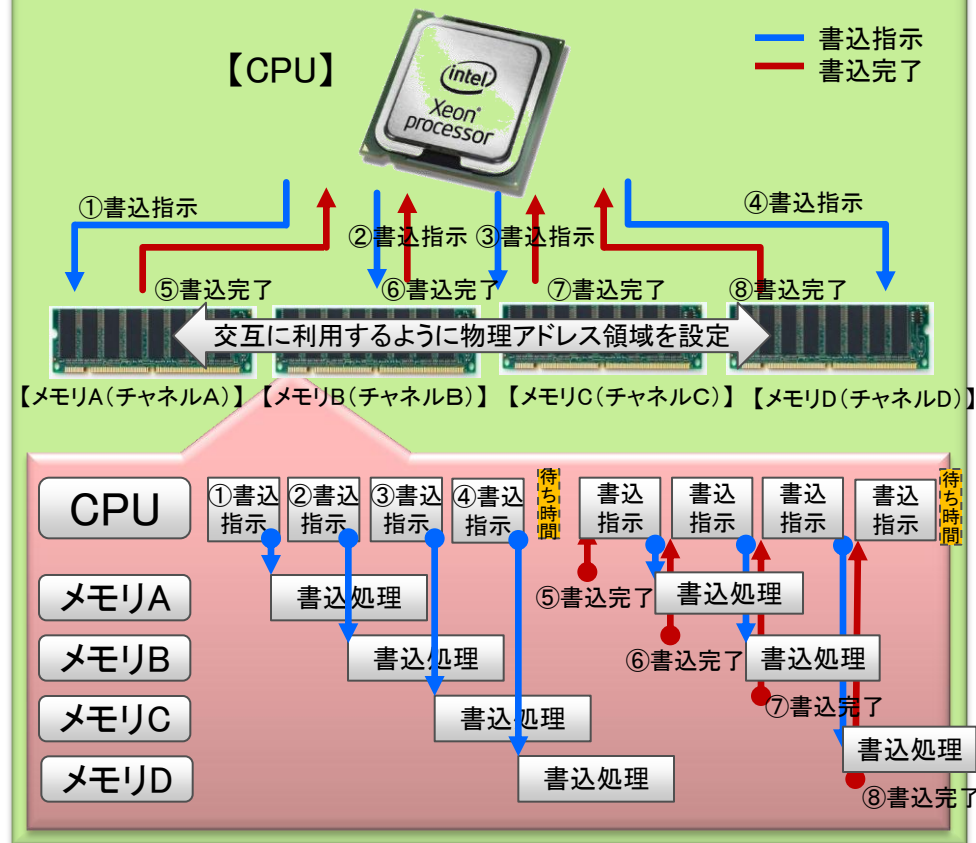 【CPU】
書込指示
書込完了
intel
Xeon®
processor
①書込指示
②書込指示
③書込指示
④書込指示
⑤書込完了
⑥書込完了
⑦書込完了
⑧書込完了
交互に利用するように物理アドレス領域を設定
【メモリA(チャネルA)】
【メモリB(チャネルB)】
【メモリC(チャネルC)】
【メモリD(チャネルD)】
CPU
①書込
指示
②書込
指示
③書込
指示
④書込
指示
待ち時間
書込
指示
書込
指示
書込
指示
書込
指示
待ち時間
メモリA
書込処理
⑤書込完了
書込処理
メモリB
書込処理
⑥書込完了
書込処理
メモリC
書込処理
⑦書込完了
書込処理
メモリD
書込処理
⑧書込完了